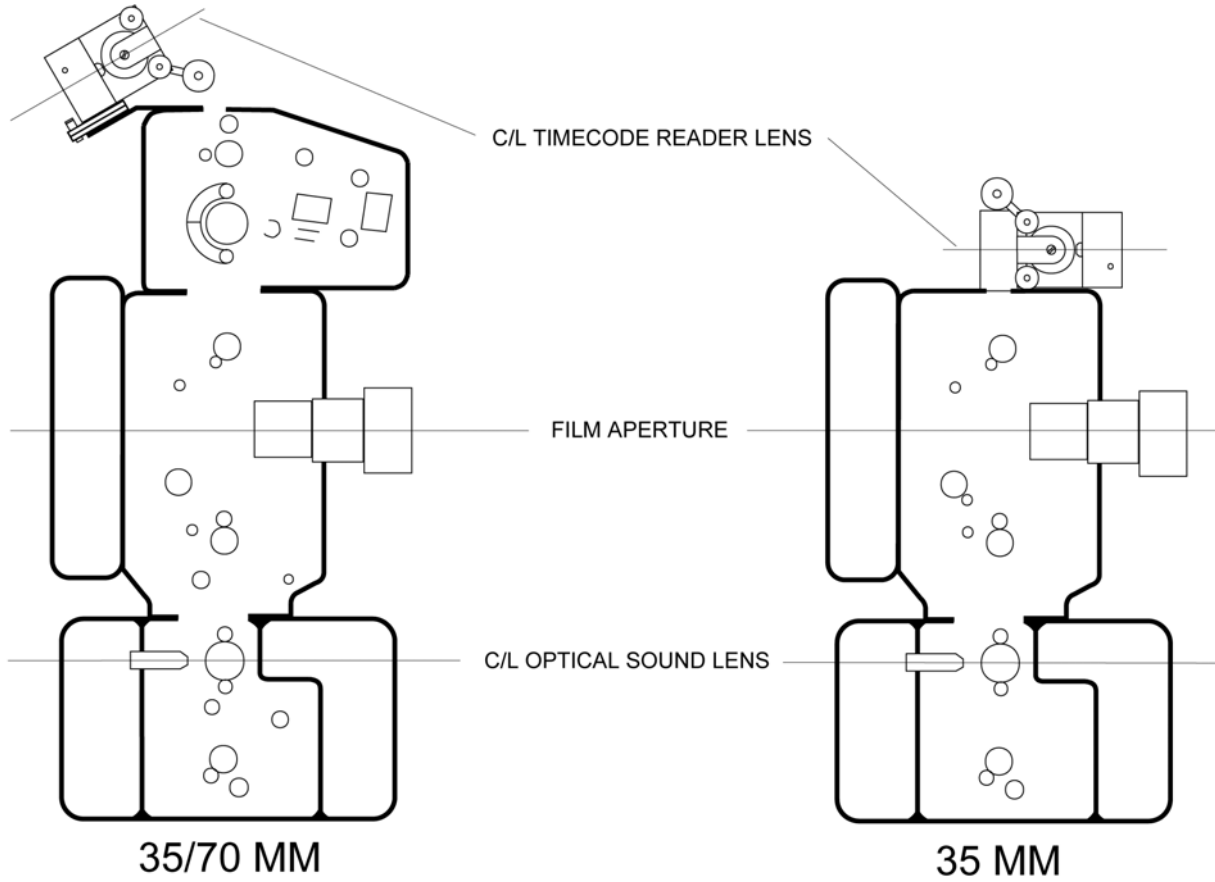 C/L TIMECODE READER LENS
FILM APERTURE
C/L OPTICAL SOUND LENS
35/70 MM
35 MM